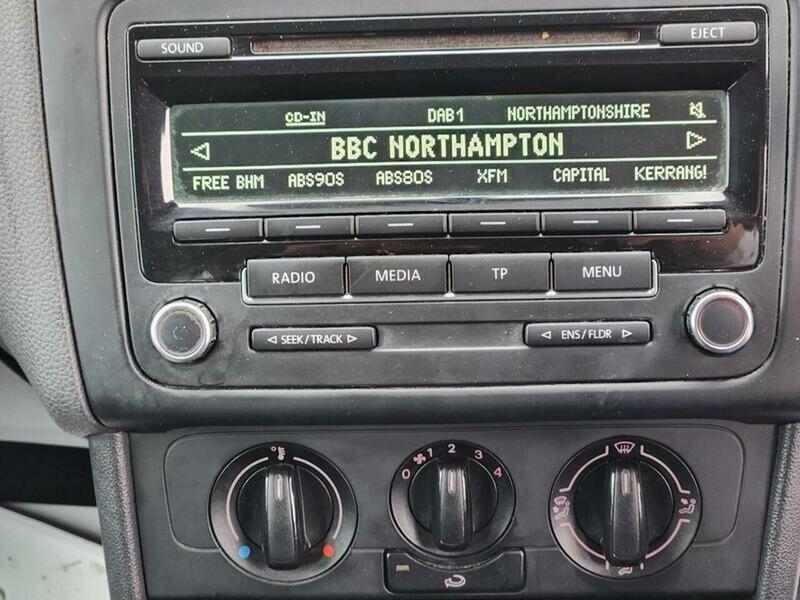 SOUND
EJECT
CD-IN DAB1 NORTHAMPTONSHIRE
BBC NORTHAMPTON
FREE BHM ABS90S ABS80S XFM CAPITAL KERRANG!
RADIO MEDIA TP MENU
SEEK/TRACK ENS/FLDR
0 1 2 3 4